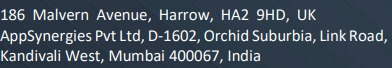 186 Malvern Avenue, Harrow, HA2 9HD, UK
AppSynergies Pvt Ltd, D-1602, Orchid Suburbia, Link Road,
Kandivali West, Mumbai 400067, India